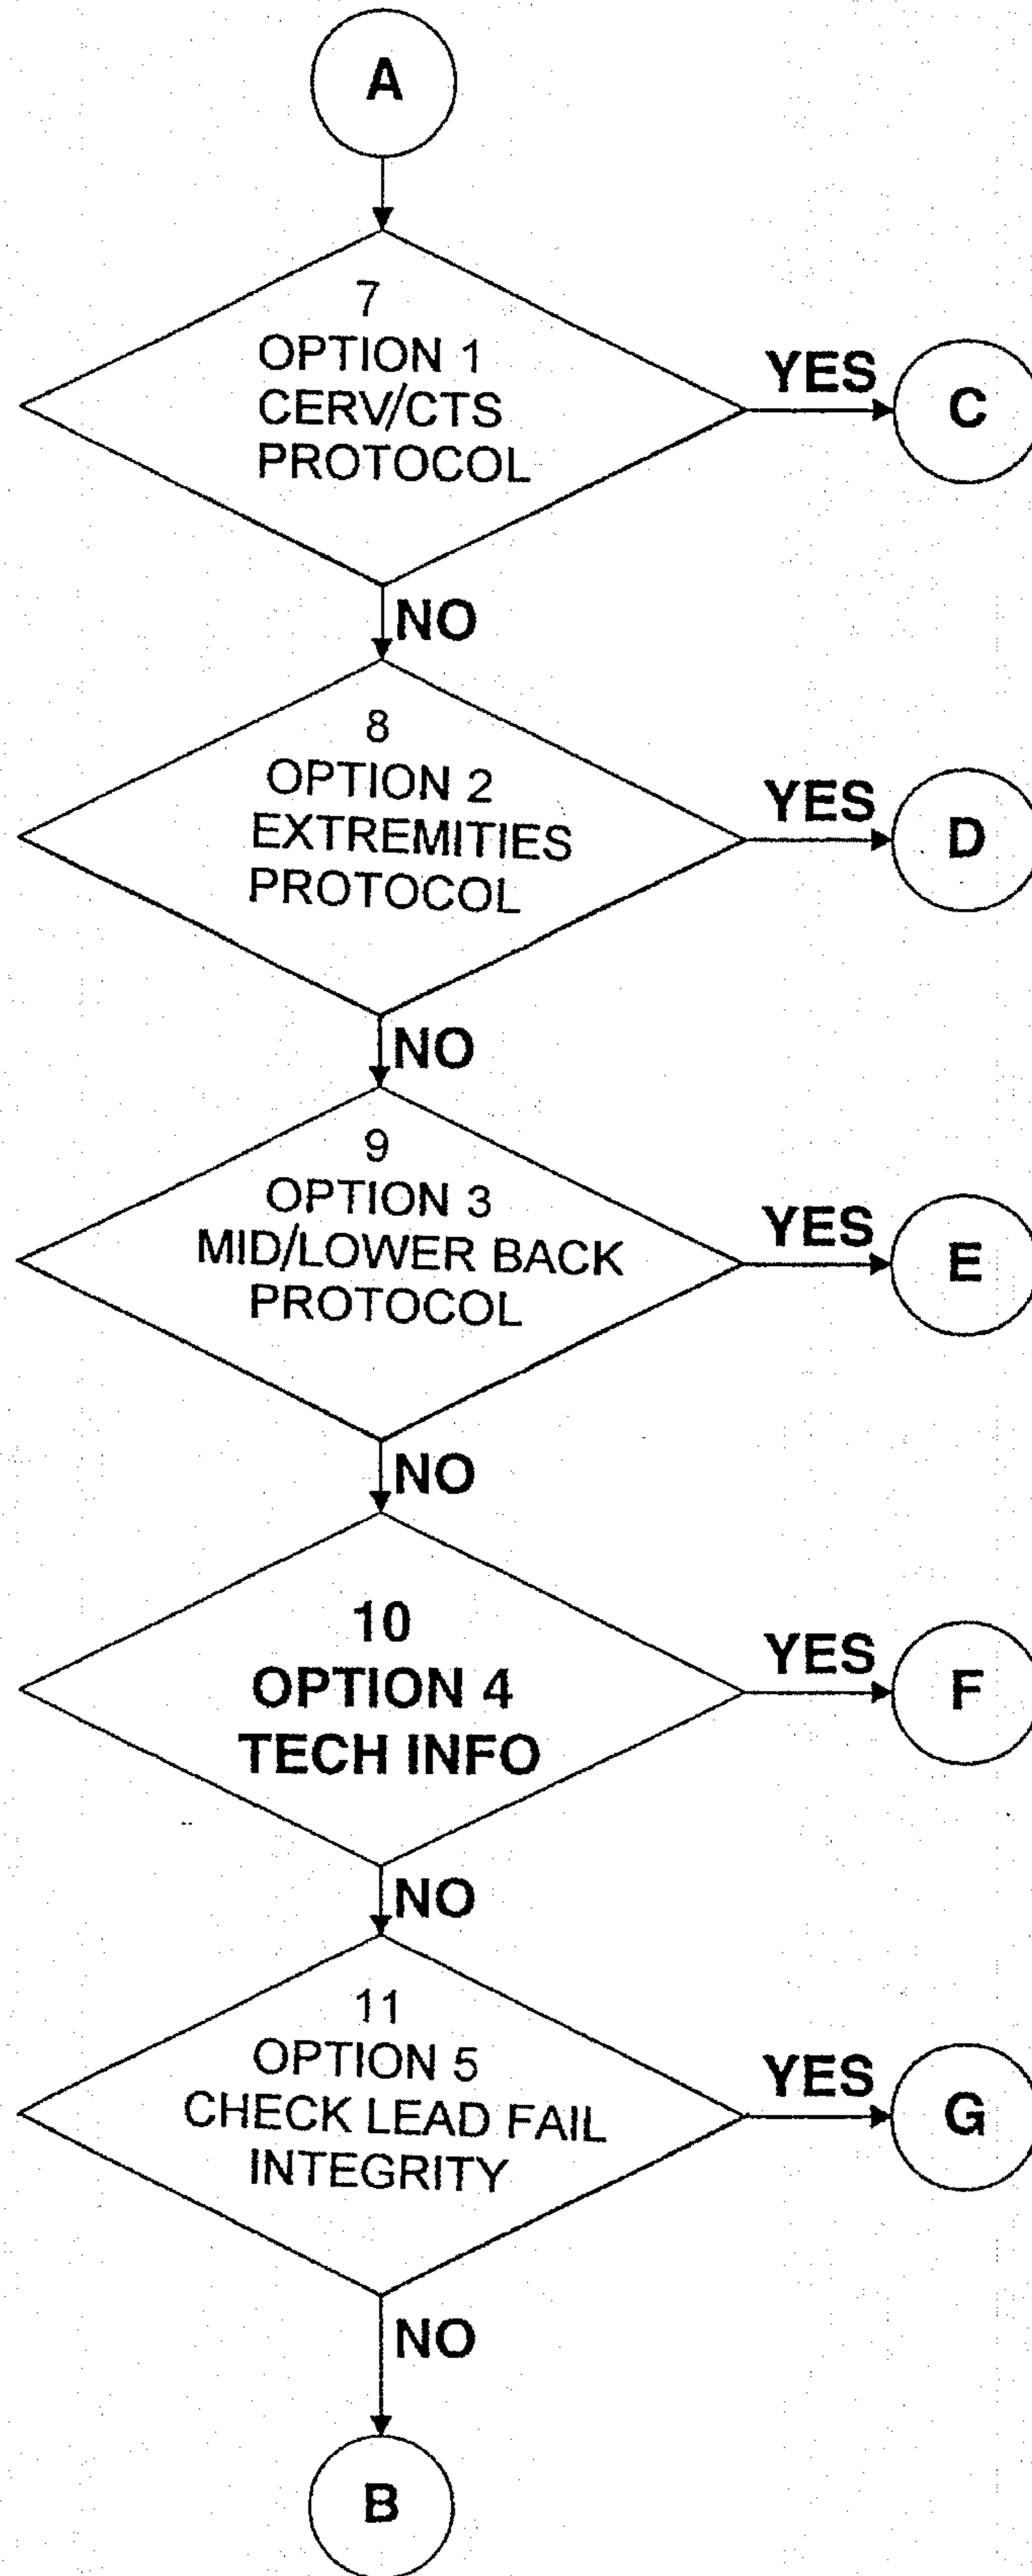 A
7
OPTION 1
CERV/CTS
PROTOCOL
YES
C
NO
8
OPTION 2
EXTREMITIES
PROTOCOL
YES
D
NO
9
OPTION 3
MID/LOWER BACK
PROTOCOL
YES
E
NO
10
OPTION 4
TECH INFO
YES
F
NO
11
OPTION 5
CHECK LEAD FAIL
INTEGRITY
YES
G
NO
B